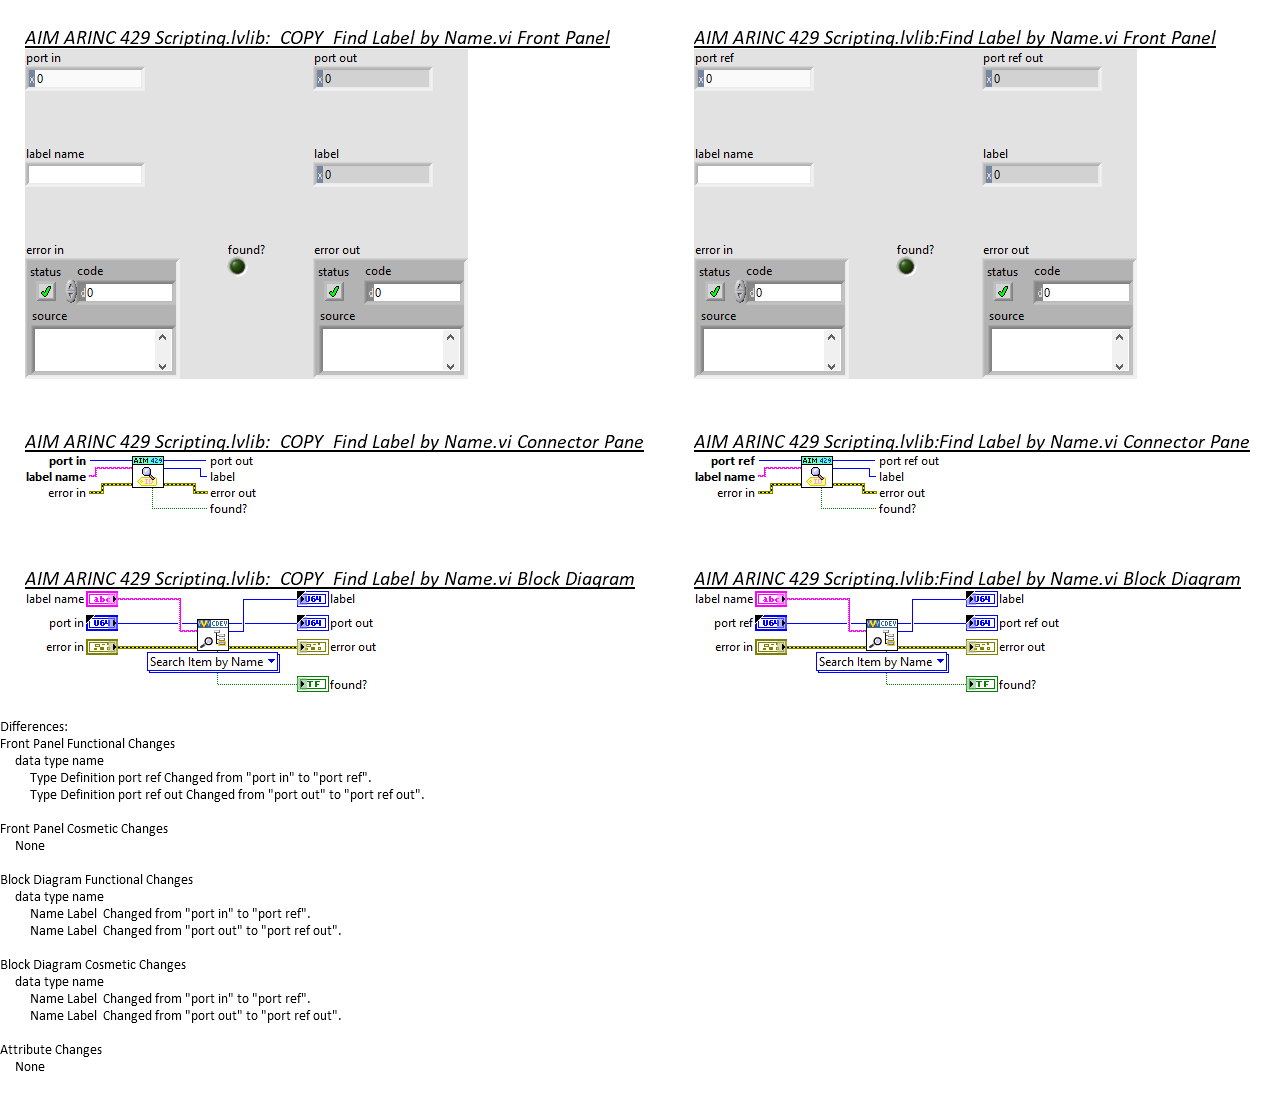 AIM ARINC 429 Scripting.lvlib:  COPY  Find Label by Name.vi Front Panel
port in
x 0
port out
x 0
label name
label
x 0
error in
found?
error out
status
code
d 0
status
code
d 0
source
source
AIM ARINC 429 Scripting.lvlib:Find Label by Name.vi Front Panel
port ref
x 0
port ref out
x 0
label name
label
x 0
error in
found?
error out
status
code
d 0
status
code
d 0
source
source
AIM ARINC 429 Scripting.lvlib:  COPY  Find Label by Name.vi Connector Pane
port in
AIM 429
port out
label name
label
error in
error out
found?
AIM ARINC 429 Scripting.lvlib:Find Label by Name.vi Connector Pane
port ref
AIM 429
port ref out
label name
label
error in
error out
found?
AIM ARINC 429 Scripting.lvlib:  COPY  Find Label by Name.vi Block Diagram
label name
abc
U64
label
port in
U64
CDEV
U64
port out
error in
error out
Search Item by Name
TF
found?
AIM ARINC 429 Scripting.lvlib:Find Label by Name.vi Block Diagram
label name
abc
U64
label
port ref
U64
CDEV
U64
port ref out
error in
error out
Search Item by Name
TF
found?
Differences:
Front Panel Functional Changes
data type name
Type Definition port ref Changed from "port in" to "port ref".
Type Definition port ref out Changed from "port out" to "port ref out".
Front Panel Cosmetic Changes
None
Block Diagram Functional Changes
data type name
Name Label  Changed from "port in" to "port ref".
Name Label  Changed from "port out" to "port ref out".
Block Diagram Cosmetic Changes
data type name
Name Label  Changed from "port in" to "port ref".
Name Label  Changed from "port out" to "port ref out".
Attribute Changes
None